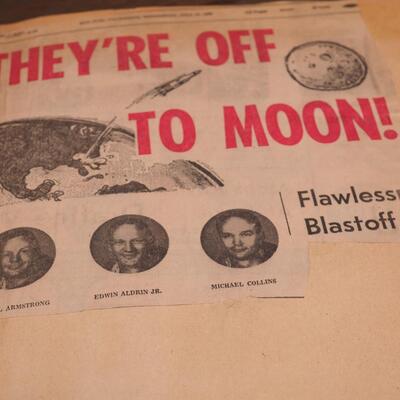 THEY'RE OFF
TO MOON!
Flawless
Blastoff
L ARMSTRONG
EDWIN ALDRIN JR.
MICHAEL COLLINS